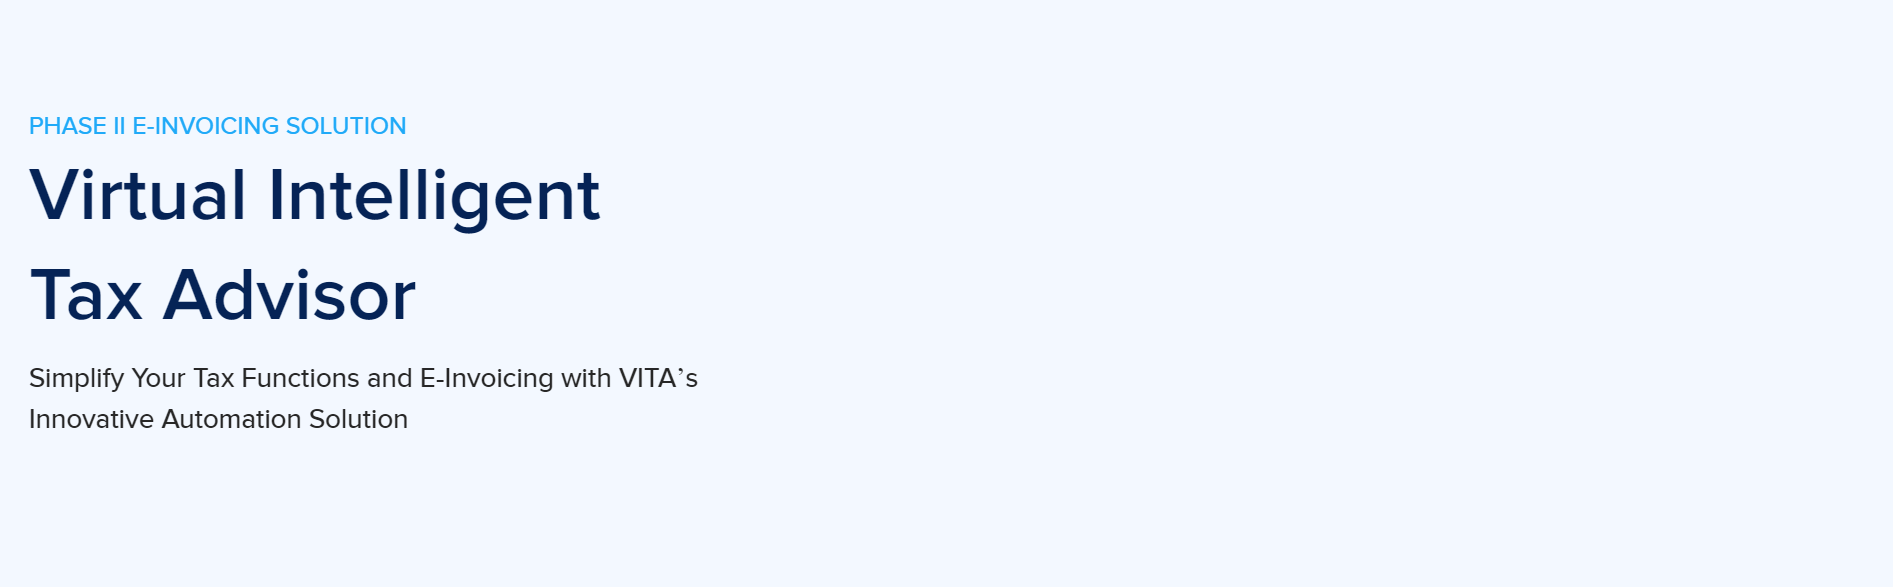 PHASE II E-INVOICING SOLUTION
Virtual Intelligent
Tax Advisor
Simplify Your Tax Functions and E-Invoicing with VITA’s
Innovative Automation Solution